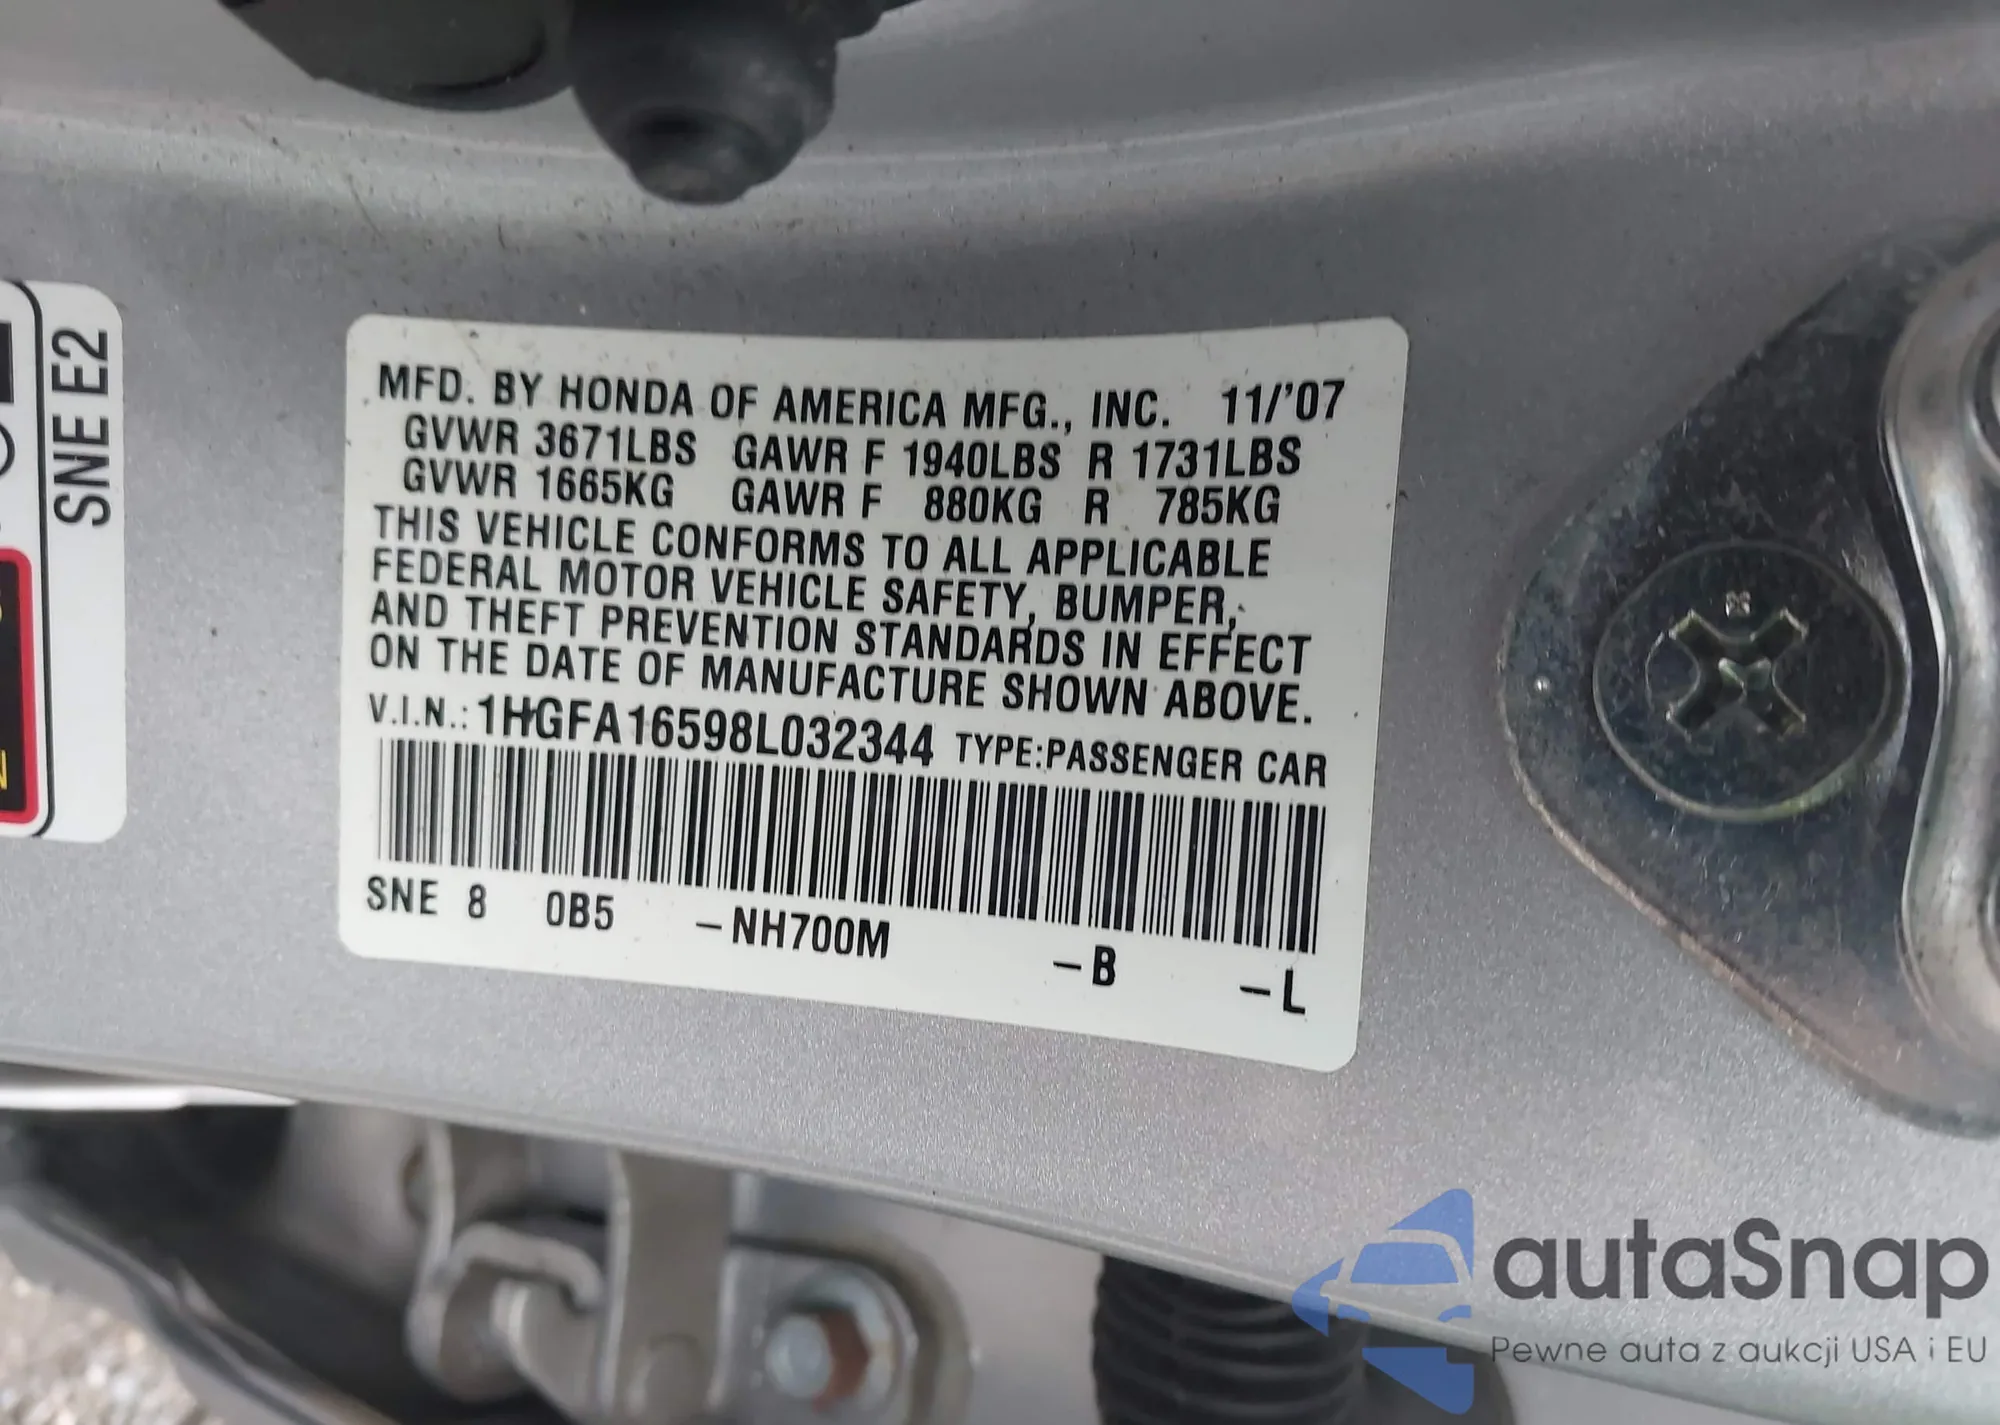 SNE E2
MFD. BY HONDA OF AMERICA MFG., INC. 11/'07
GVWR 3671LBS GAWR F 1940LBS R 1731LBS
GVWR 1665KG GAWR F 880KG R 785KG
THIS VEHICLE CONFORMS TO ALL APPLICABLE
FEDERAL MOTOR VEHICLE SAFETY, BUMPER,
AND THEFT PREVENTION STANDARDS IN EFFECT
ON THE DATE OF MANUFACTURE SHOWN ABOVE.
V.I.N.: 1HGFA16598L032344 TYPE:PASSENGER CAR
SNE 8 0B5 -NH700M -B -L
autaSnap
Pewne auta z aukcji USA i EU